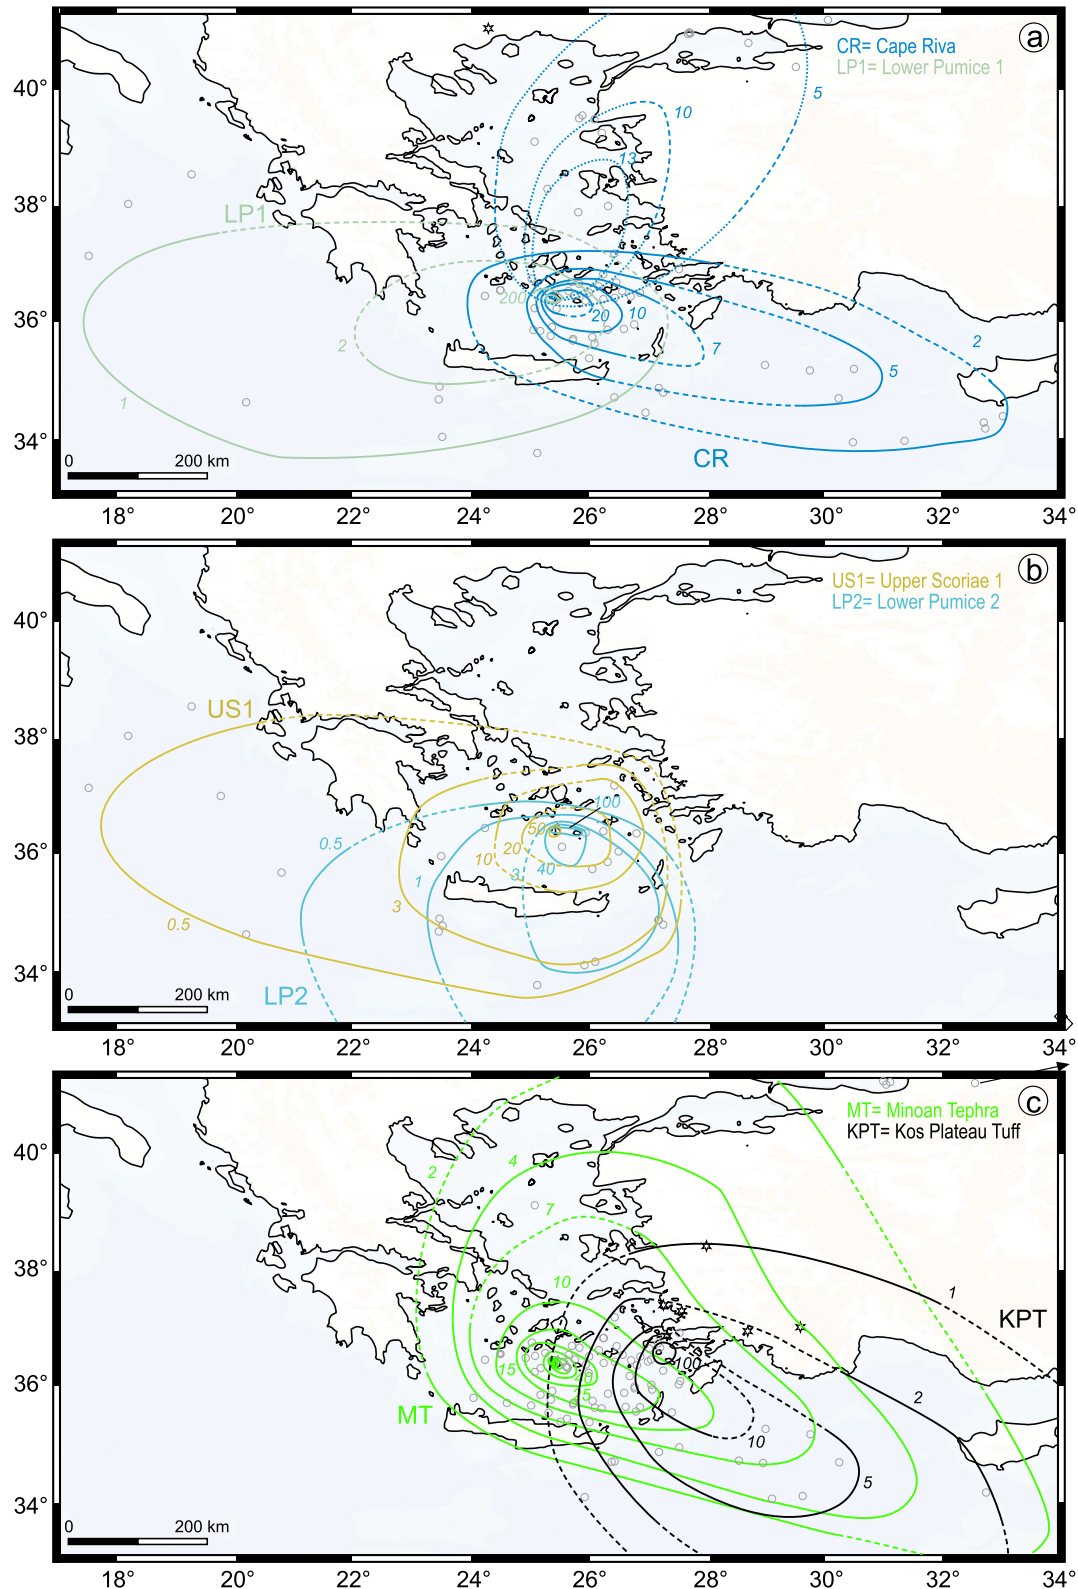 a
CR= Cape Riva
LP1= Lower Pumice 1
40°
38°
36°
34°
5
10
13
LP1
200
20
10
7
2
2
5
1
CR
0 200 km
18° 20° 22° 24° 26° 28° 30° 32° 34°
b
US1= Upper Scoriae 1
LP2= Lower Pumice 2
40°
38°
36°
34°
US1
100
50
0.5
20
10
40
3
1
3
0.5
LP2
0 200 km
18° 20° 22° 24° 26° 28° 30° 32° 34°
c
MT= Minoan Tephra
KPT= Kos Plateau Tuff
40°
38°
36°
34°
2
4
7
10
1
KPT
100
15
2
MT
10
5
0 200 km
18° 20° 22° 24° 26° 28° 30° 32° 34°